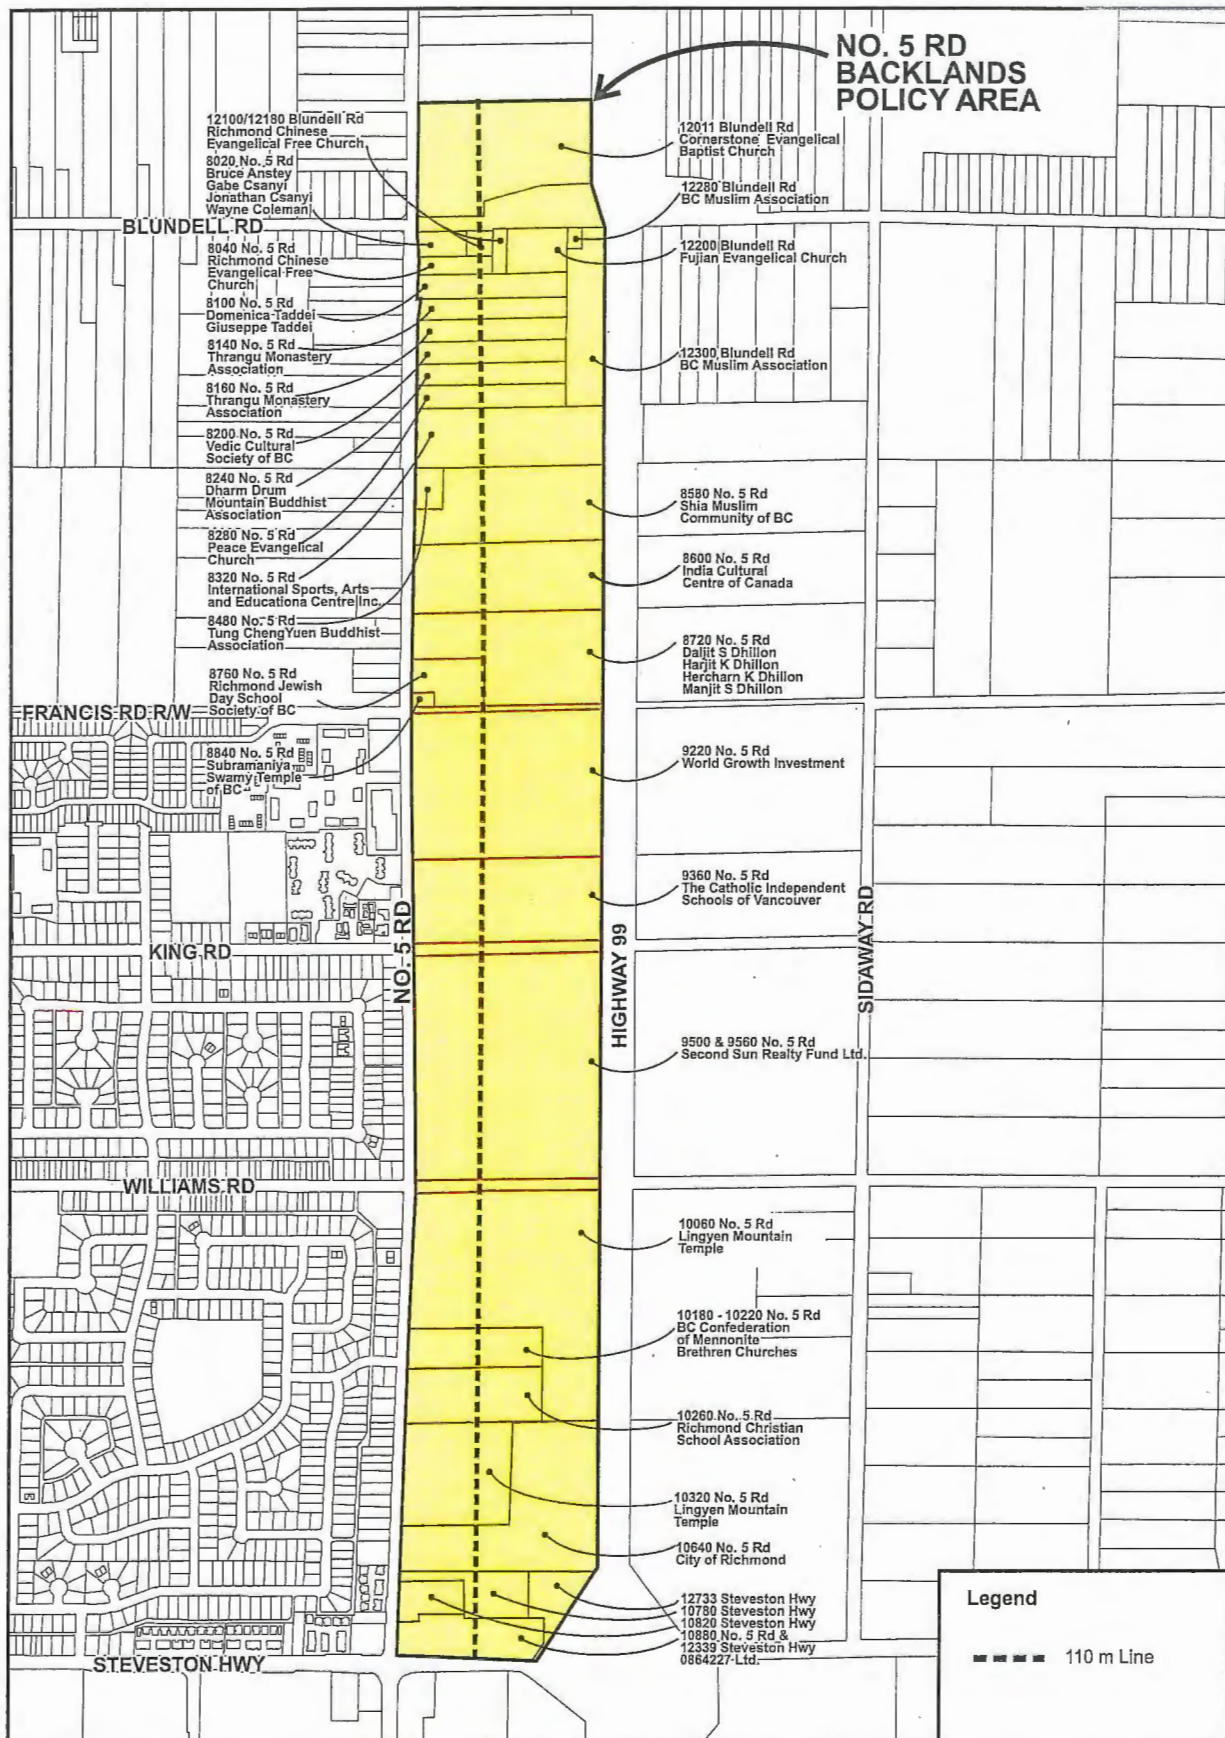 NO. 5 RD
BACKLANDS
POLICY AREA
12100/12180 Blundell Rd
Richmond Chinese
Evangelical Free Church
8020 No. 5 Rd
Bruce Anstey
Gabe Csanyi
Jonathan Csanyi
Wayne Coleman
BLUNDELL RD
8040 No. 5 Rd
Richmond Chinese
Evangelical Free
Church
8100 No. 5 Rd
Domenica Taddei
Giuseppe Taddei
8140 No. 5 Rd
Thrangu Monastery
Association
8160 No. 5 Rd
Thrangu Monastery
Association
8200 No. 5 Rd
Vedic Cultural
Society of BC
8240 No. 5 Rd
Dharm Drum
Mountain Buddhist
Association
8280 No. 5 Rd
Peace Evangelical
Church
8320 No. 5 Rd
International Sports, Arts
and Educationa Centre Inc.
8480 No. 5 Rd
Tung ChengYuen Buddhist
Association
8760 No. 5 Rd
Richmond Jewish
Day School
Society of BC
FRANCIS RD R/W
8840 No. 5 Rd
Subramaniya
Swamy Temple
of BC
KING RD
NO. 5 RD
WILLIAMS RD
STEVESTON HWY
12011 Blundell Rd
Cornerstone Evangelical
Baptist Church
12280 Blundell Rd
BC Muslim Association
12200 Blundell Rd
Fujian Evangelical Church
12300 Blundell Rd
BC Muslim Association
8580 No. 5 Rd
Shia Muslim
Community of BC
8600 No. 5 Rd
India Cultural
Centre of Canada
8720 No. 5 Rd
Daljit S Dhillon
Harjit K Dhillon
Hercharn K Dhillon
Manjit S Dhillon
9220 No. 5 Rd
World Growth Investment
9360 No. 5 Rd
The Catholic Independent
Schools of Vancouver
HIGHWAY 99
SIDAWAY RD
9500 & 9560 No. 5 Rd
Second Sun Realty Fund Ltd.
10060 No. 5 Rd
Lingyen Mountain
Temple
10180 - 10220 No. 5 Rd
BC Confederation
of Mennonite
Brethren Churches
10260 No. 5 Rd
Richmond Christian
School Association
10320 No. 5 Rd
Lingyen Mountain
Temple
10640 No. 5 Rd
City of Richmond
12733 Steveston Hwy
10780 Steveston Hwy
10820 Steveston Hwy
10880 No. 5 Rd &
12339 Steveston Hwy
0864227 Ltd.
Legend
110 m Line